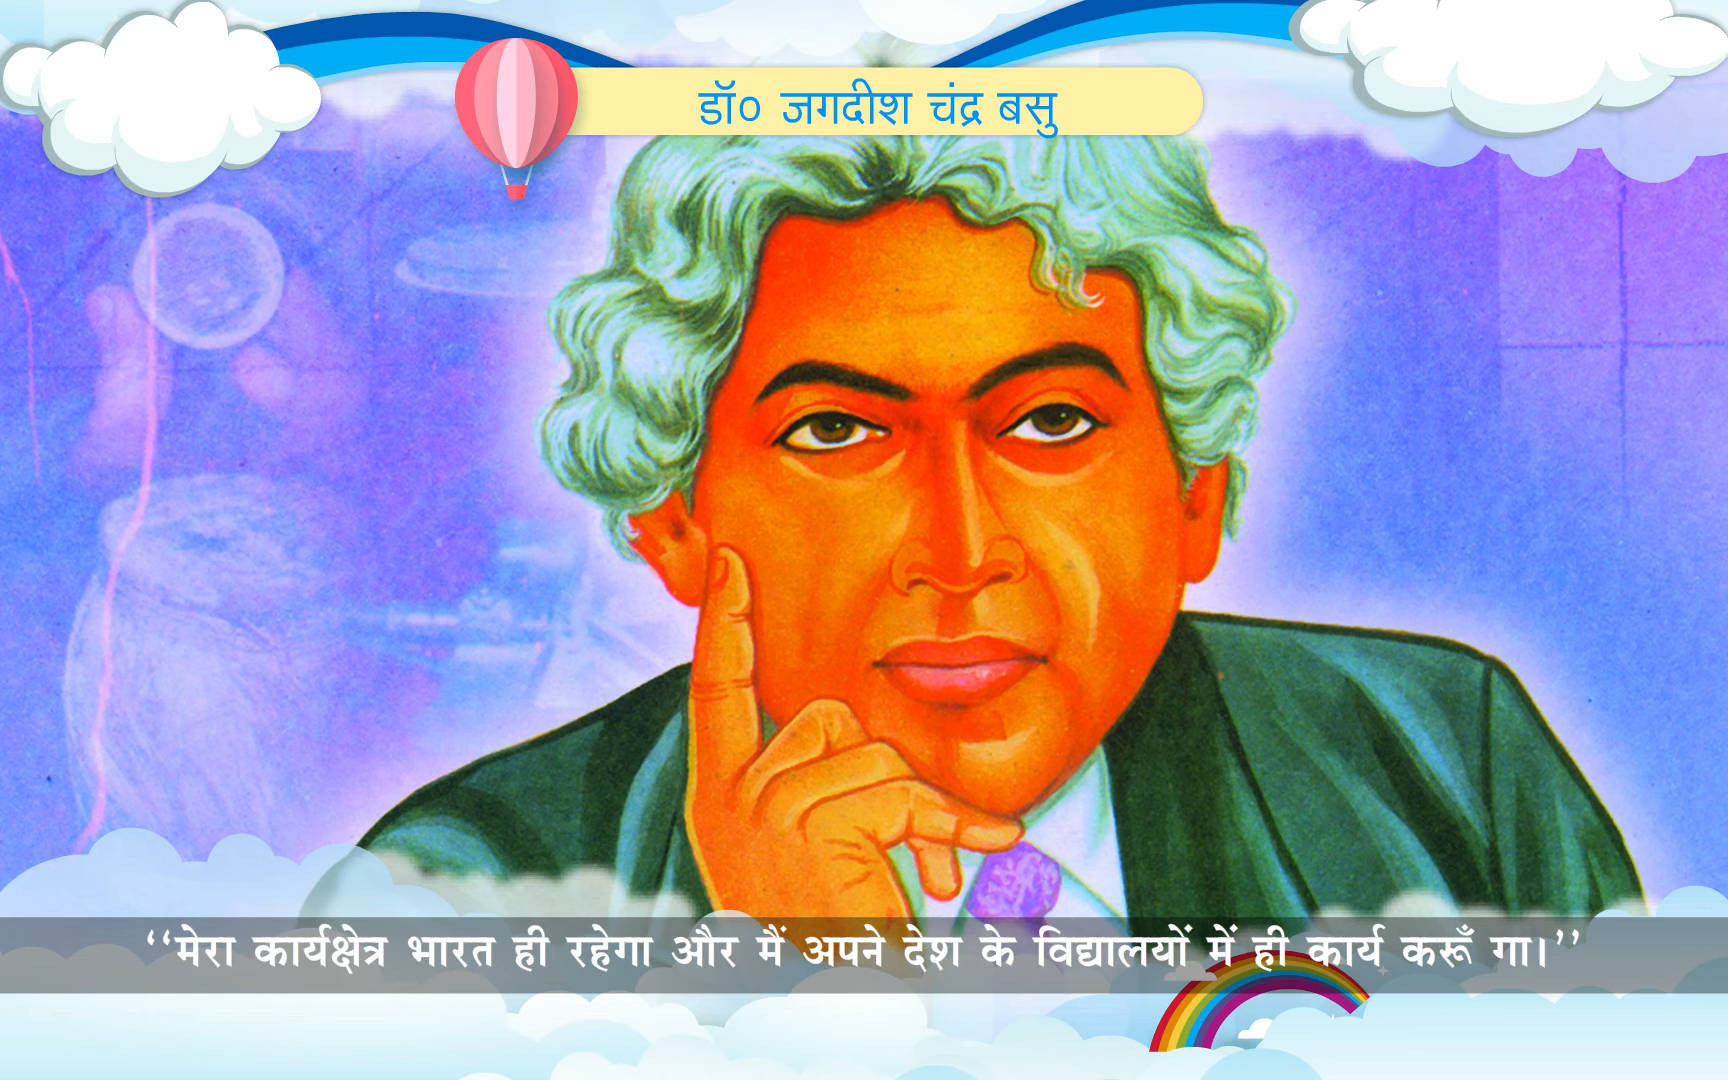 डॉ० जगदीश चंद्र बसु
‘‘मेरा कार्यक्षेत्र भारत ही रहेगा और मैं अपने देश के विद्यालयों में ही कार्य करूँ गा।’’